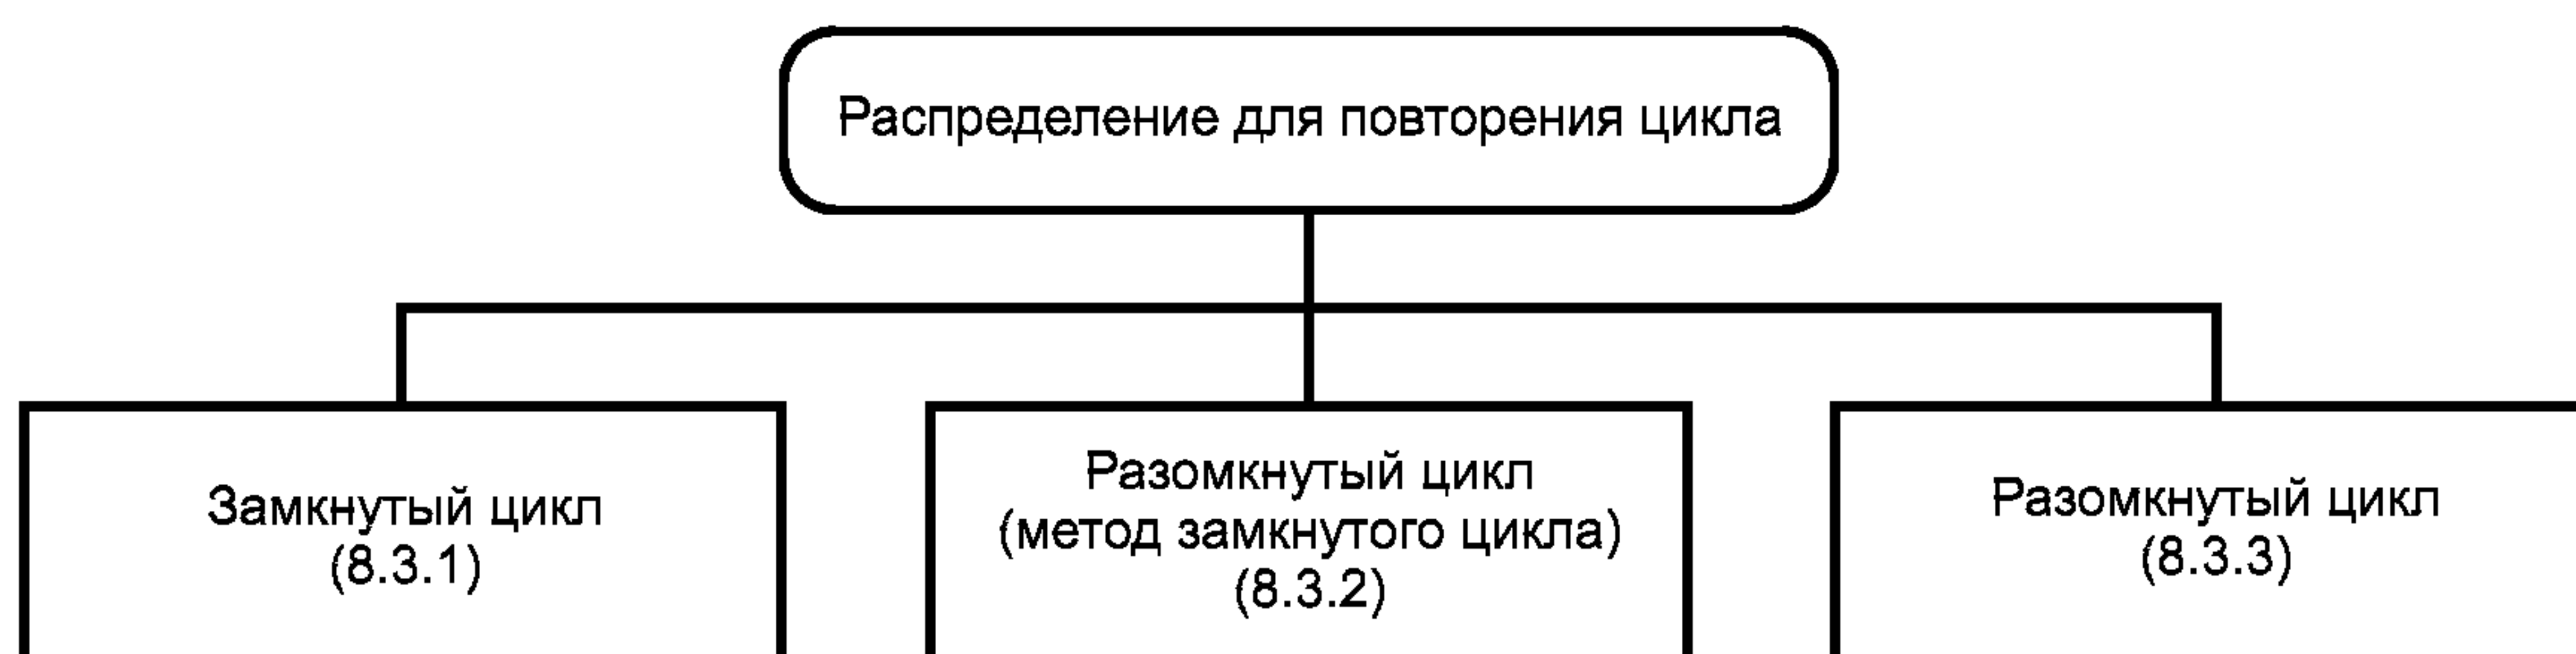 Распределение для повторения цикла
Замкнутый цикл
(8.3.1)
Разомкнутый цикл
(метод замкнутого цикла)
(8.3.2)
Разомкнутый цикл
(8.3.3)